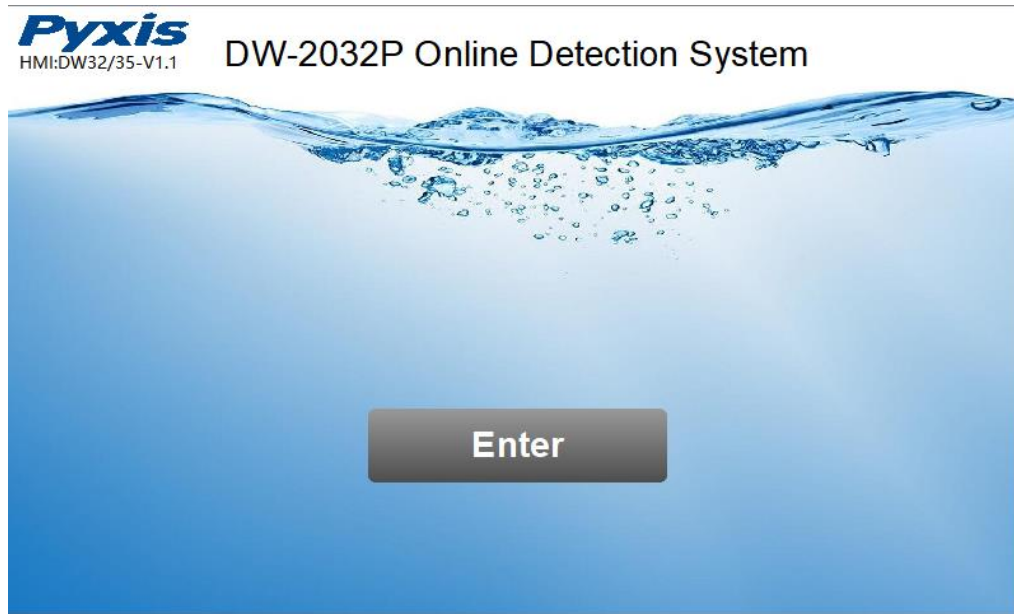 Pyxis
HMI:DW32/35-V1.1
DW-2032P Online Detection System
Enter